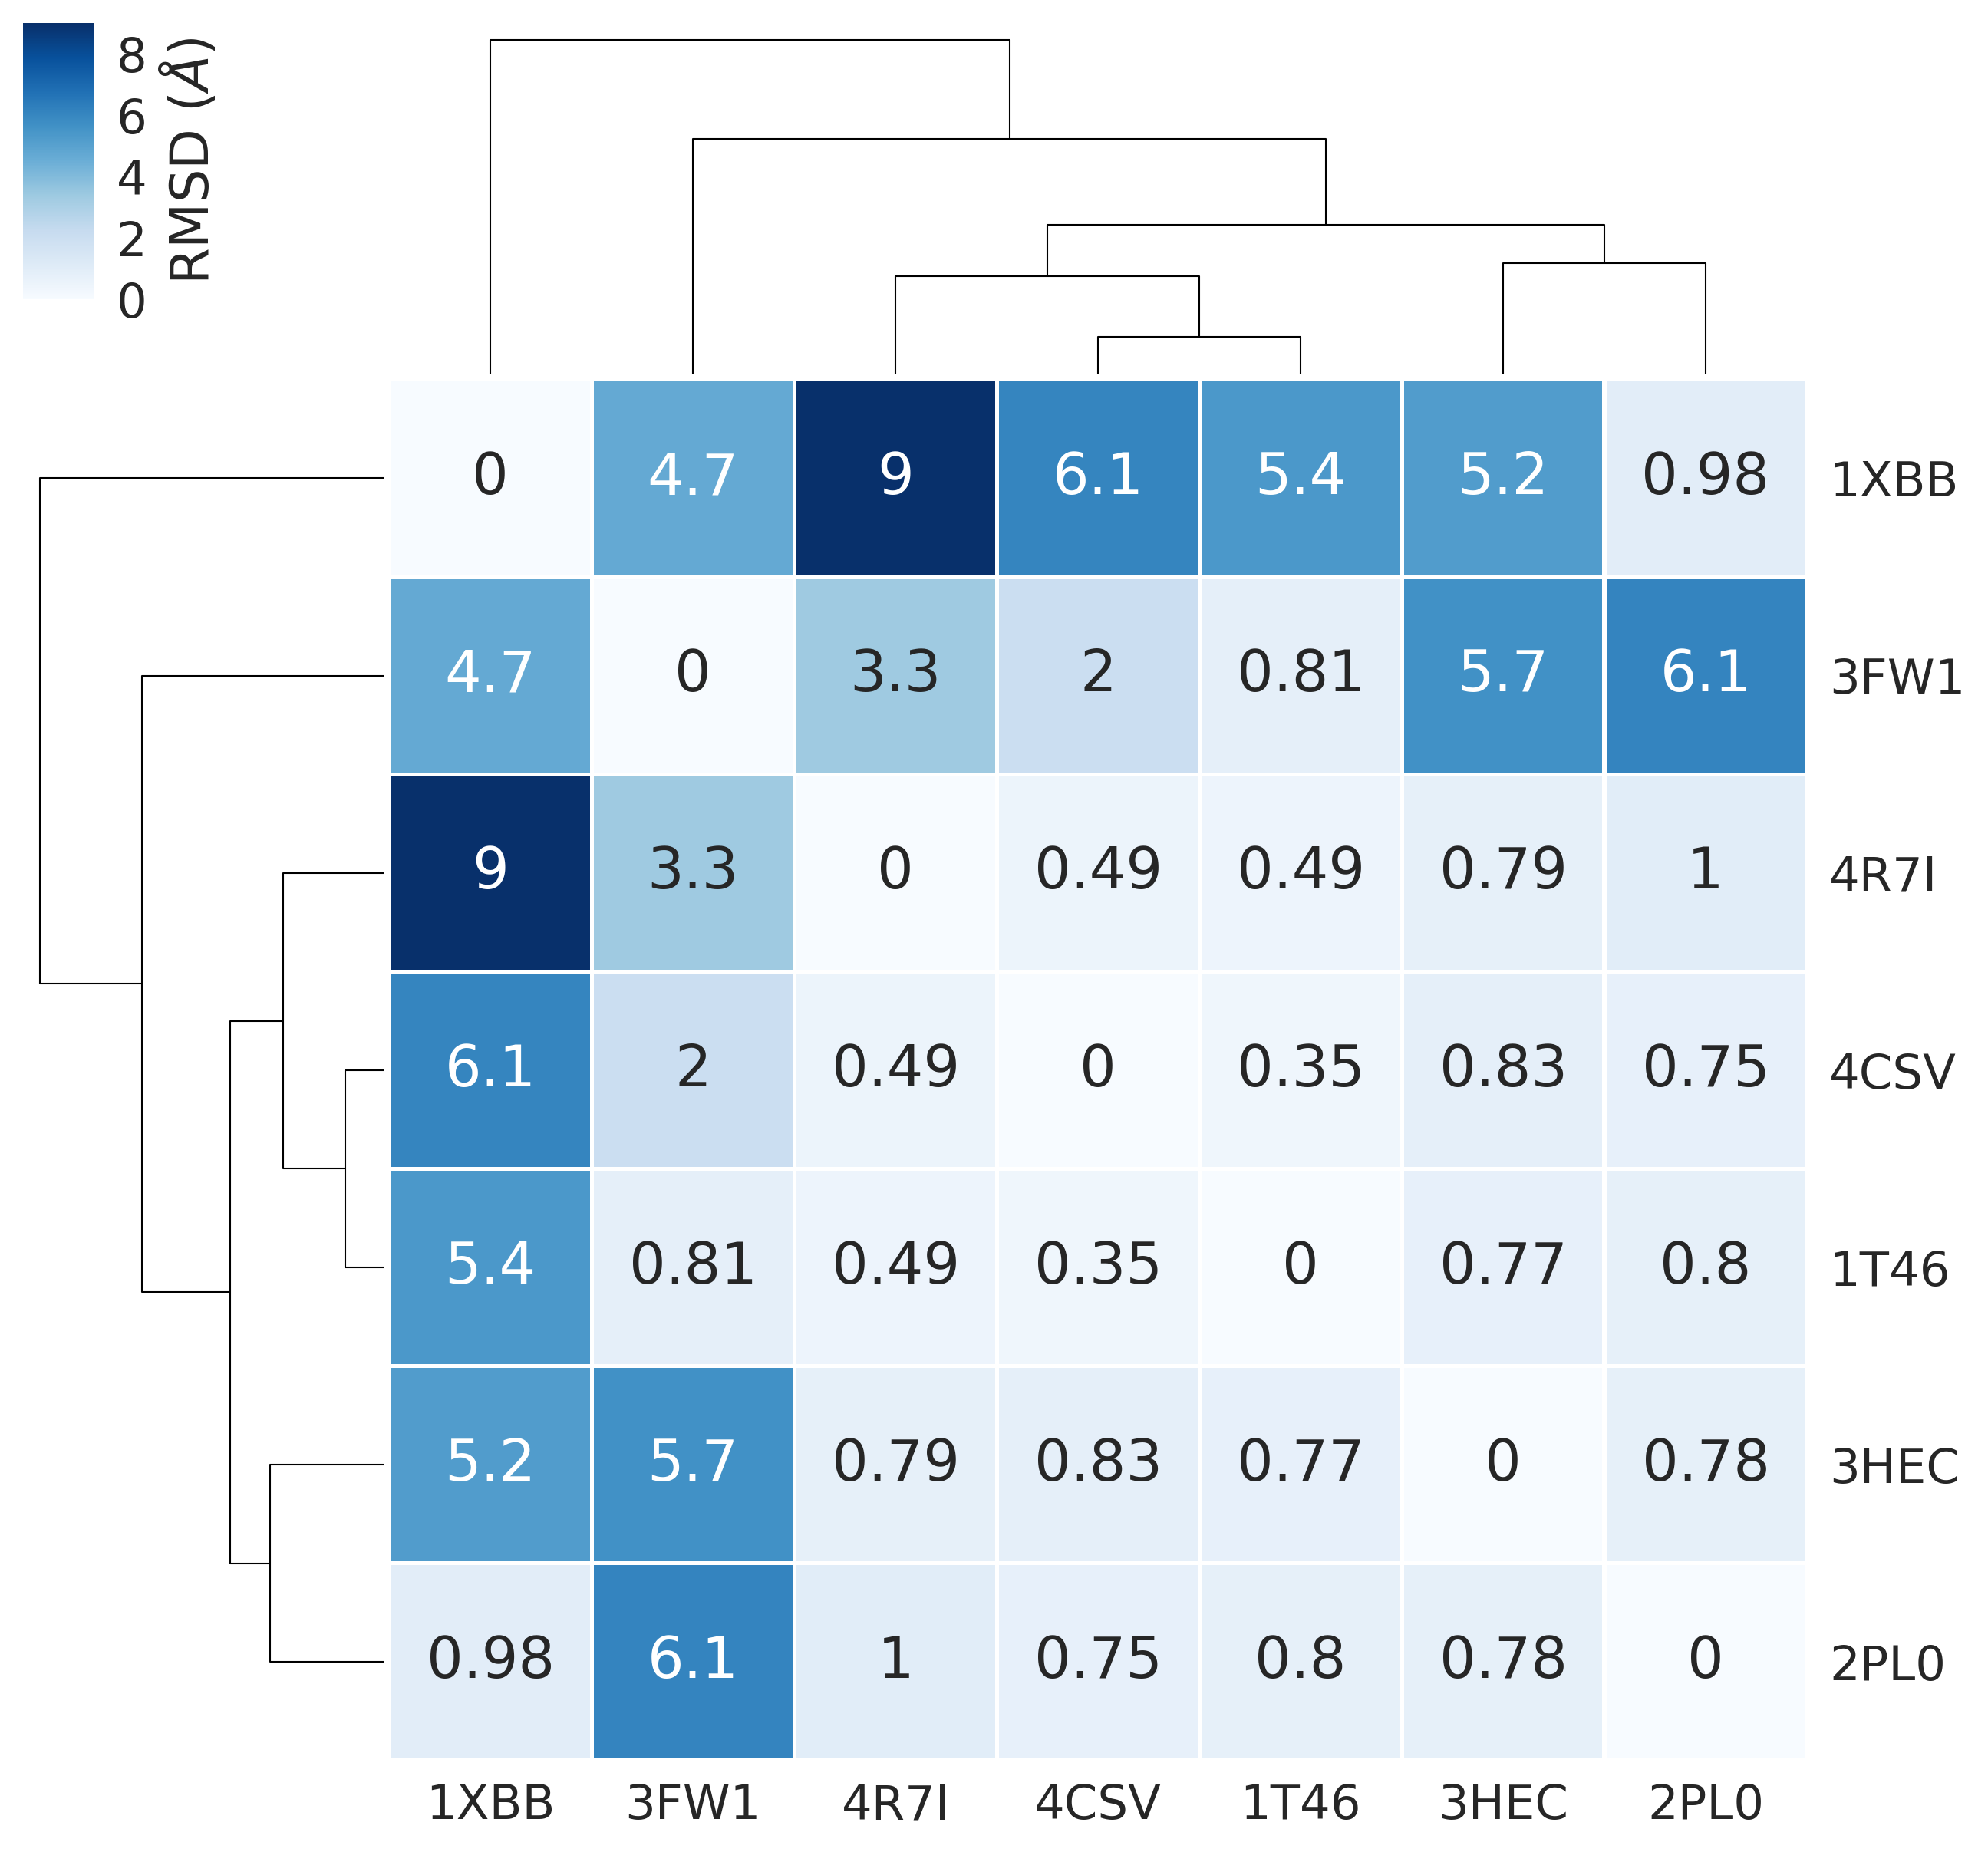 8
6
4
2
0
RMSD (Å)
0 4.7 9 6.1 5.4 5.2 0.98 1XBB
4.7 0 3.3 2 0.81 5.7 6.1 3FW1
9 3.3 0 0.49 0.49 0.79 1 4R7I
6.1 2 0.49 0 0.35 0.83 0.75 4CSV
5.4 0.81 0.49 0.35 0 0.77 0.8 1T46
5.2 5.7 0.79 0.83 0.77 0 0.78 3HEC
0.98 6.1 1 0.75 0.8 0.78 0 2PL0
1XBB 3FW1 4R7I 4CSV 1T46 3HEC 2PL0